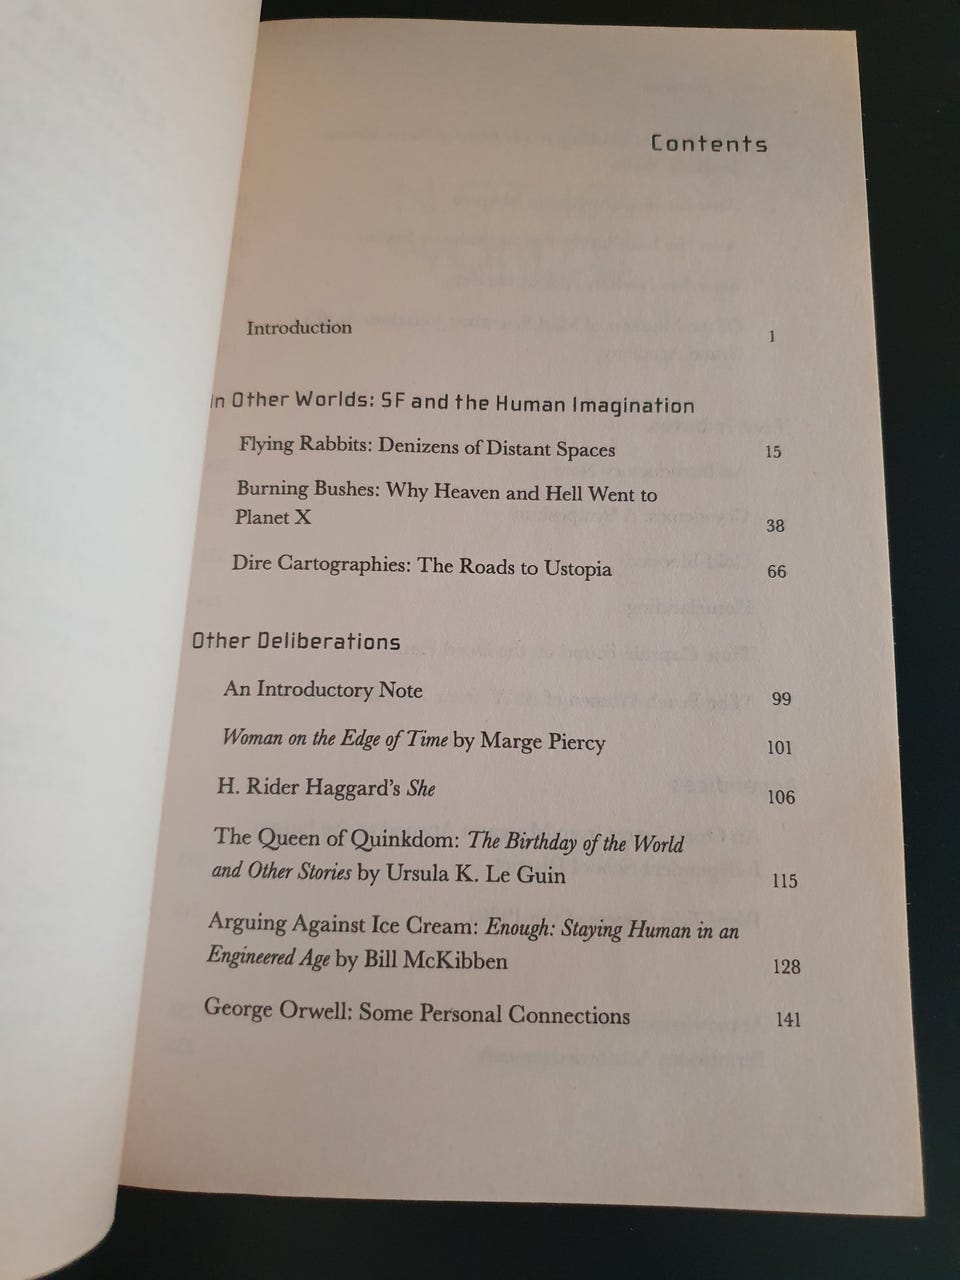 Contents
Introduction 1
In Other Worlds: SF and the Human Imagination
Flying Rabbits: Denizens of Distant Spaces 15
Burning Bushes: Why Heaven and Hell Went to
Planet X 38
Dire Cartographies: The Roads to Ustopia 66
Other Deliberations
An Introductory Note 99
Woman on the Edge of Time by Marge Piercy 101
H. Rider Haggard's She 106
The Queen of Quinkdom: The Birthday of the World
and Other Stories by Ursula K. Le Guin 115
Arguing Against Ice Cream: Enough: Staying Human in an
Engineered Age by Bill McKibben 128
George Orwell: Some Personal Connections 141